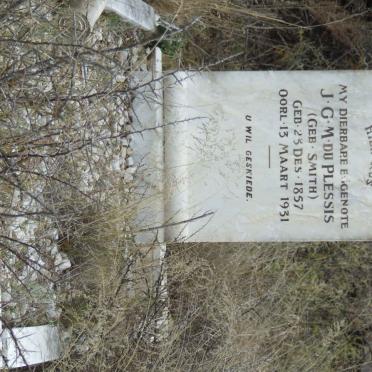 MY DIERBARE E
GENOTE
J. G. M. DU PLESSIS
(GEB. SMITH)
GEB. 25 DES. 1857
OORL. 13 MAART 1931
U WIL GESKIEDE.